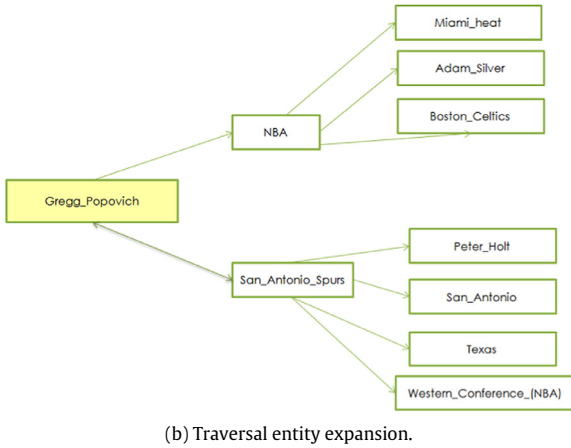 Miami_heat
Adam_Silver
Boston_Celtics
NBA
Gregg_Popovich
San_Antonio_Spurs
Peter_Holt
San_Antonio
Texas
Western_Conference_(NBA)
(b) Traversal entity expansion.